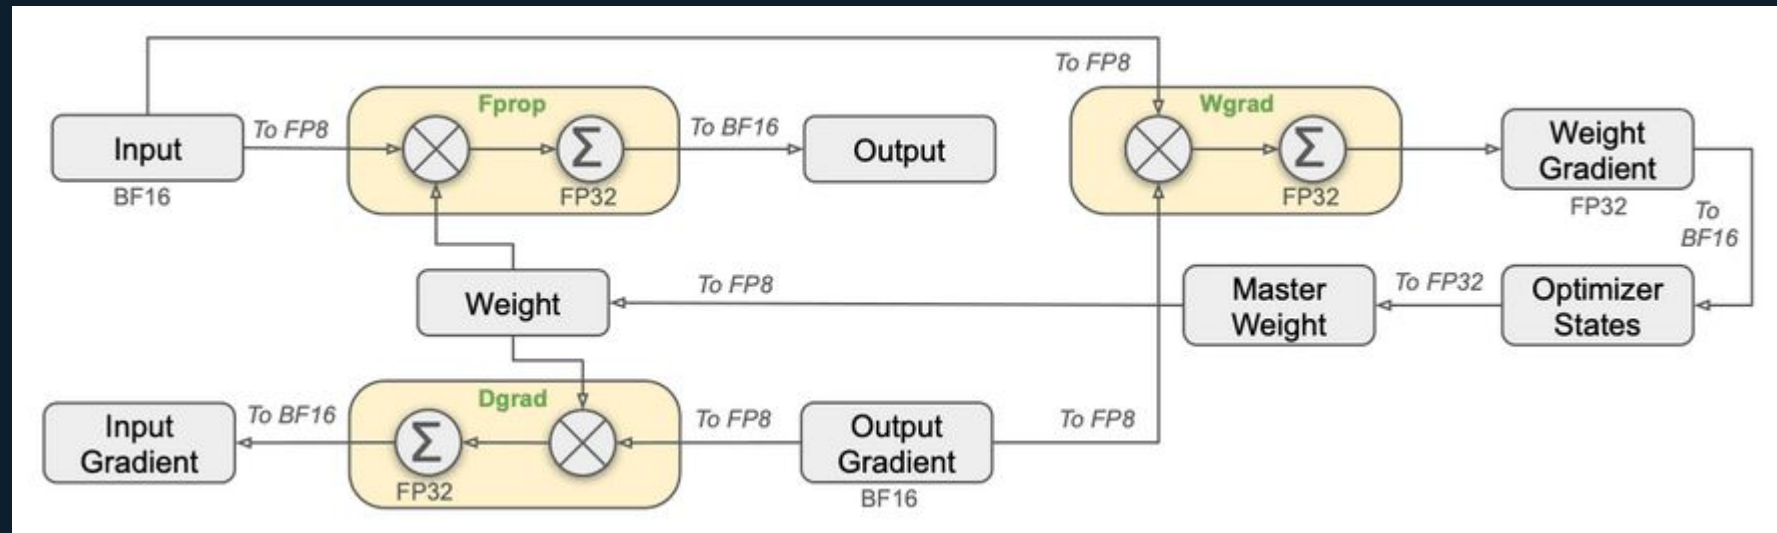 To FP8
Fprop
Wgrad
Input
To FP8
Σ
To BF16
Output
Σ
Weight
Gradient
BF16
FP32
FP32
FP32
To
BF16
Weight
To FP8
Master
Weight
To FP32
Optimizer
States
Dgrad
Input
Gradient
To BF16
Σ
To FP8
Output
Gradient
To FP8
FP32
BF16